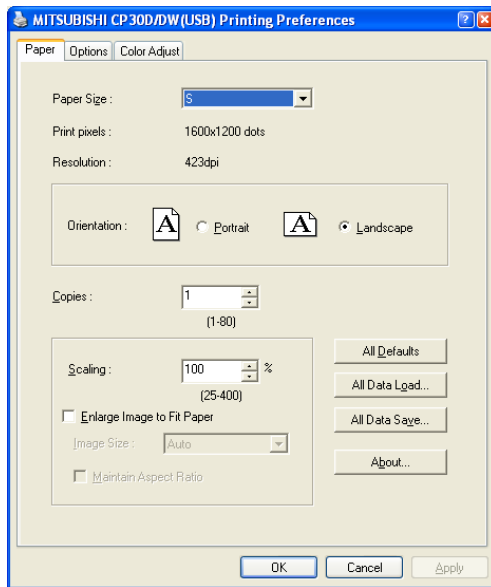 MITSUBISHI CP30D/DW(USB) Printing Preferences
Paper Options Color Adjust
Paper Size : S
Print pixels : 1600x1200 dots
Resolution : 423dpi
Orientation : A Portrait A Landscape
Copies : 1
(1-80)
Scaling : 100 %
(25-400)
Enlarge Image to Fit Paper
Image Size : Auto
Maintain Aspect Ratio
All Defaults
All Data Load...
All Data Save...
About...
OK Cancel Apply